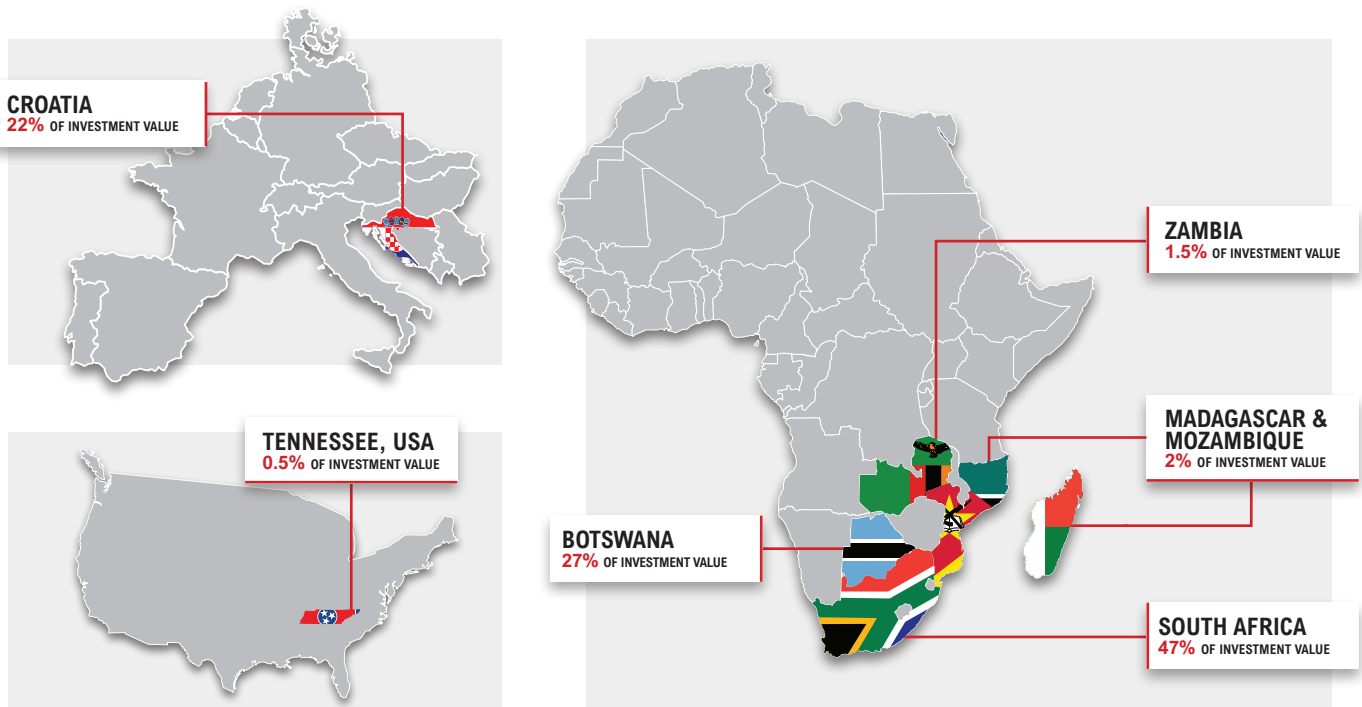 CROATIA
22% OF INVESTMENT VALUE
TENNESSEE, USA
0.5% OF INVESTMENT VALUE
ZAMBIA
1.5% OF INVESTMENT VALUE
MADAGASCAR &
MOZAMBIQUE
2% OF INVESTMENT VALUE
BOTSWANA
27% OF INVESTMENT VALUE
SOUTH AFRICA
47% OF INVESTMENT VALUE